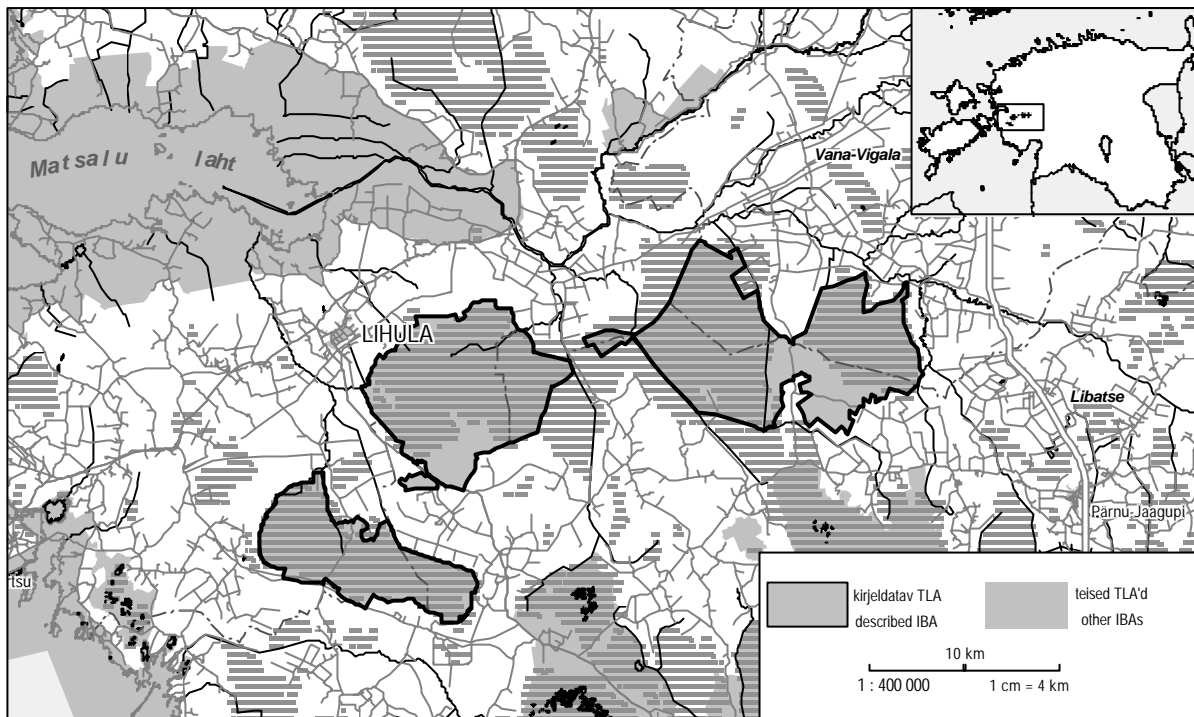 Vana-Vigala
Matsalu laht
LIHULA
Libatse
Pärnu-Jaagupi
rtsu
kirjeldatav TLA
described IBA
teised TLA'd
other IBAs
10 km
1 : 400 000
1 cm = 4 km